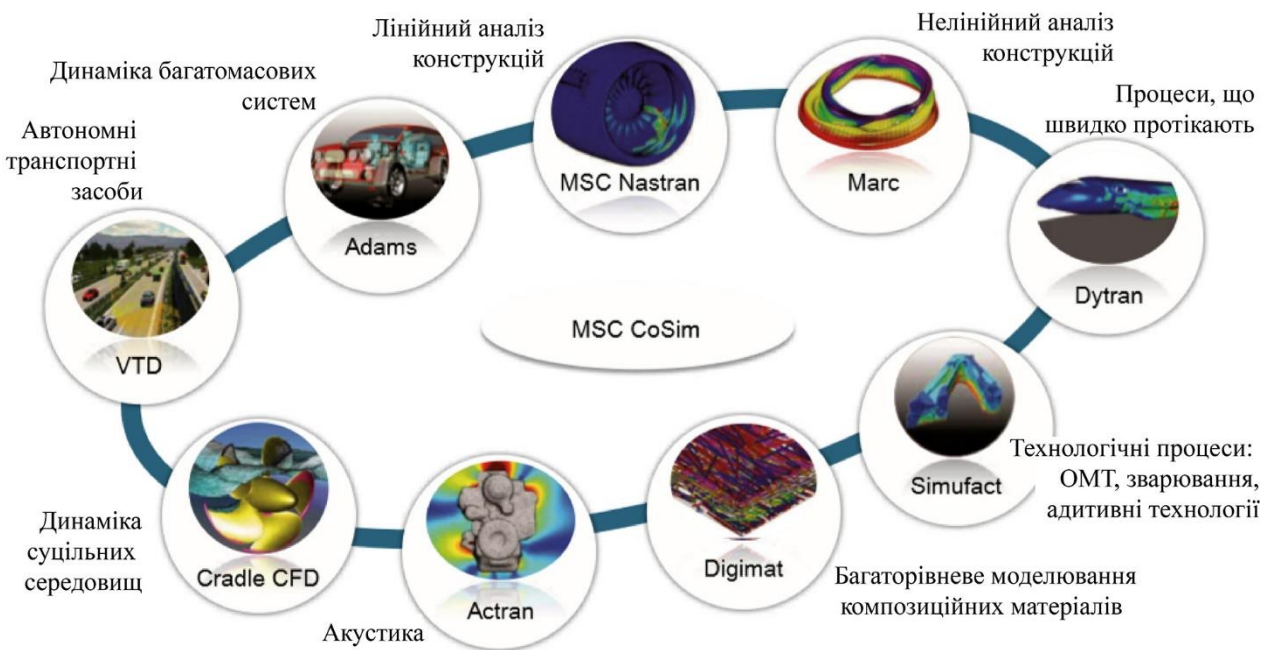 Лінійний аналіз
конструкцій
MSC Nastran
Нелінійний аналіз
конструкцій
Marc
Процеси, що
швидко протікають
Dytran
Динаміка багатомасових
систем
Adams
Автономні
транспортні
засоби
VTD
MSC CoSim
Технологічні процеси:
ОМТ, зварювання,
адитивні технології
Simufact
Багаторівневе моделювання
композиційних матеріалів
Digimat
Акустика
Actran
Динаміка
суцільних
середовищ
Cradle CFD